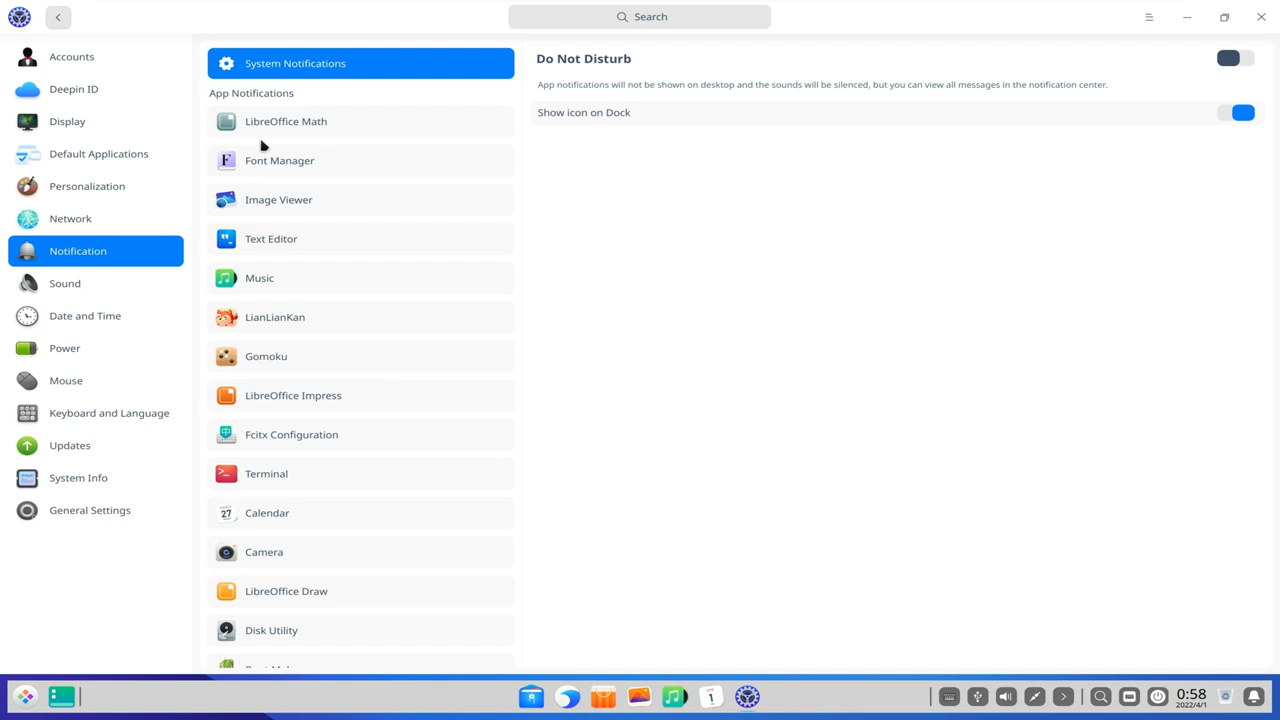 Search
Accounts
Deepin ID
Display
Default Applications
Personalization
Network
Notification
Sound
Date and Time
Power
Mouse
Keyboard and Language
Updates
System Info
General Settings
System Notifications
App Notifications
LibreOffice Math
Font Manager
Image Viewer
Text Editor
Music
LianLianKan
Gomoku
LibreOffice Impress
Fcitx Configuration
Terminal
Calendar
Camera
LibreOffice Draw
Disk Utility
Do Not Disturb
App notifications will not be shown on desktop and the sounds will be silenced, but you can view all messages in the notification center.
Show icon on Dock
0:58
2022/4/1